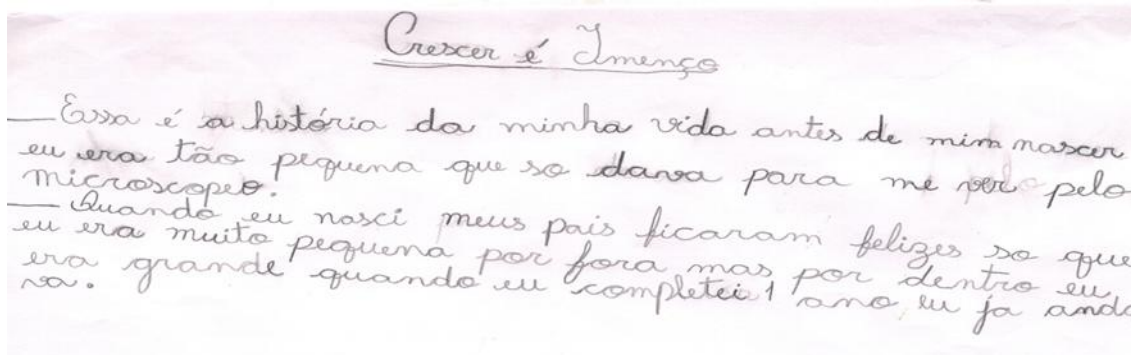 Crescer é Imenço
Essa é a história da minha vida antes de mim nascer
eu era tão pequena que so dava para me ver pelo
microscopeo.
Quando eu nasci meus pais ficaram felizes so que
eu era muito pequena por fora mas por dentro eu
era grande quando eu completei 1 ano eu ja anda
va.